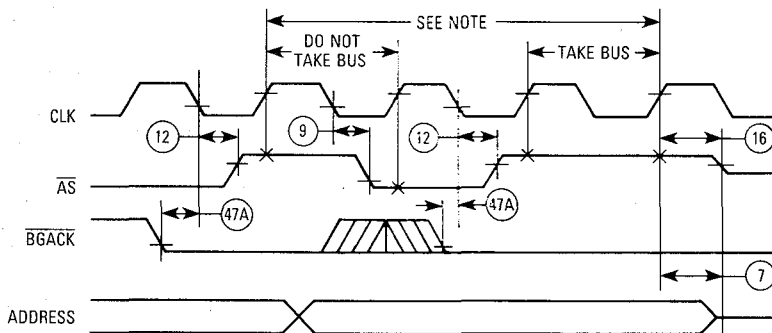 SEE NOTE
DO NOT
TAKE BUS
TAKE BUS
CLK
12
9
12
16
AS
47A
47A
BGACK
7
ADDRESS